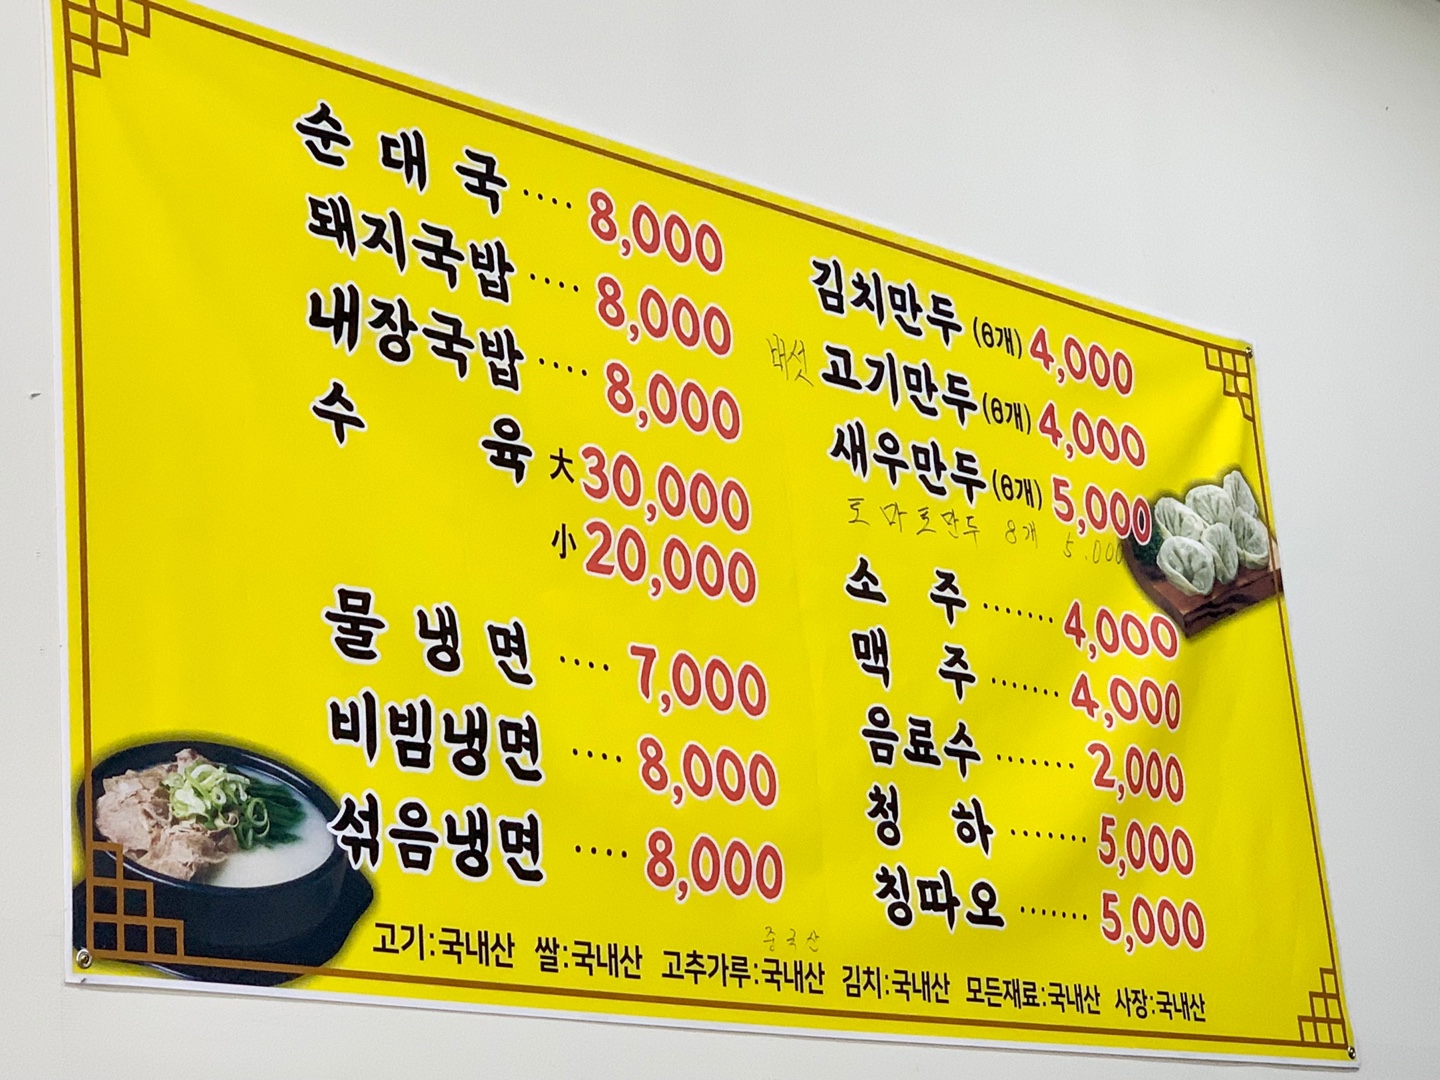 순대국 ···· 8,000
돼지국밥 ···· 8,000
내장국밥 ···· 8,000
수 육 大 30,000
小 20,000
물냉면 ···· 7,000
비빔냉면 ···· 8,000
섞음냉면 ···· 8,000
김치만두 (8개) 4,000
버섯 고기만두 (8개) 4,000
새우만두 (8개) 5,000
토마토만두 8개 5.000
소 주 ······· 4,000
맥 주 ······· 4,000
음료수 ······· 2,000
청 하 ······· 5,000
칭따오 ······· 5,000
중국산
고기:국내산 쌀:국내산 고추가루:국내산 김치:국내산 모든재료:국내산 사장:국내산